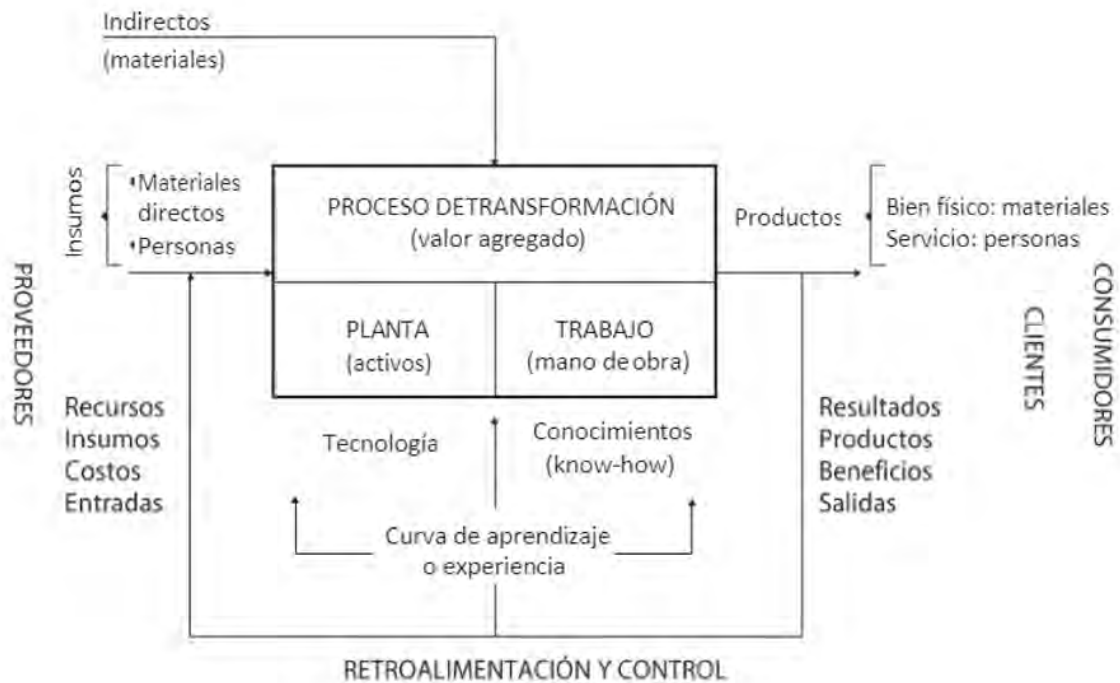 Indirectos
(materiales)
Insumos
Materiales
directos
Personas
PROCESO DETRANSFORMACIÓN
(valor agregado)
Productos
Bien físico: materiales
Servicio: personas
PROVEEDORES
PLANTA
(activos)
TRABAJO
(mano de obra)
CLIENTES
CONSUMIDORES
Recursos
Insumos
Costos
Entradas
Tecnología
Conocimientos
(know-how)
Resultados
Productos
Beneficios
Salidas
Curva de aprendizaje
o experiencia
RETROALIMENTACIÓN Y CONTROL